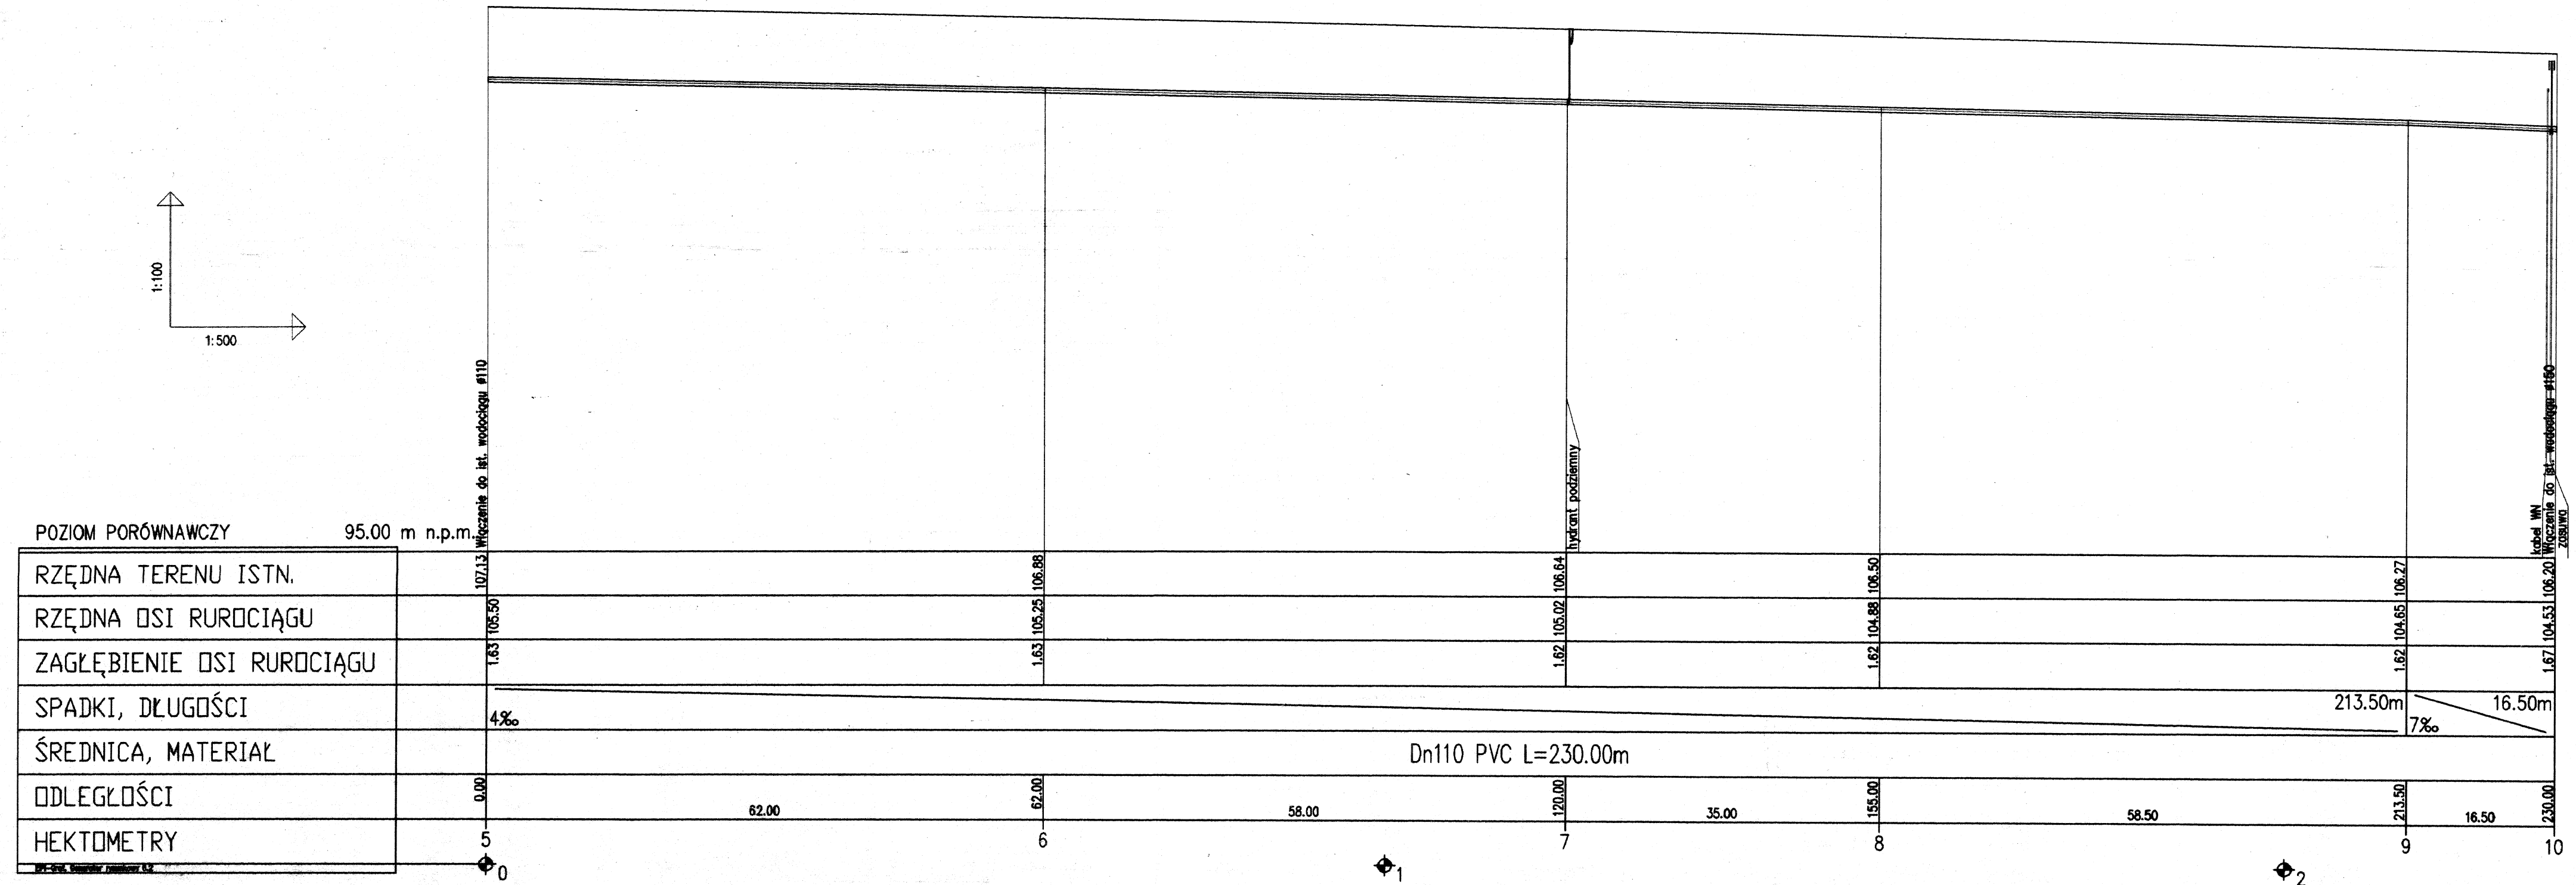 1:100
1:500
Włączenie do ist. wodociągu ø110
hydrant podziemny
kabel WN
Włączenie do ist. wodociągu ø150
zasuwa
POZIOM PORÓWNAWCZY 95.00 m n.p.m.
RZĘDNA TERENU ISTN. 107.13 106.88 106.64 106.50 106.27 106.20
RZĘDNA OSI RUROCIĄGU 105.50 105.25 105.02 104.88 104.65 104.53
ZAGŁĘBIENIE OSI RUROCIĄGU 1.63 1.63 1.62 1.62 1.62 1.67
SPADKI, DŁUGOŚCI 4‰ 213.50m 7‰ 16.50m
ŚREDNICA, MATERIAŁ Dn110 PVC L=230.00m
ODLEGŁOŚCI 0.00 62.00 62.00 58.00 120.00 35.00 155.00 58.50 213.50 16.50 230.00
HEKTOMETRY 5 6 7 8 9 10
0 1 2